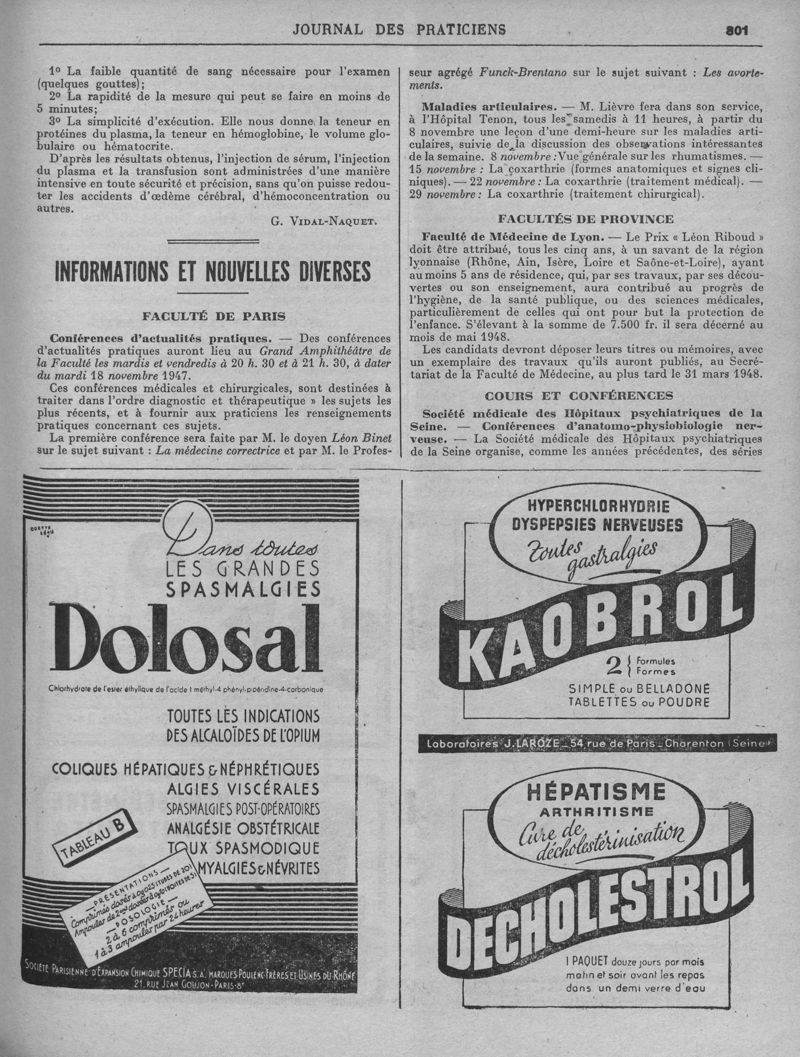 JOURNAL DES PRATICIENS 801
1° La faible quantité de sang nécessaire pour l'examen
(quelques gouttes);
2° La rapidité de la mesure qui peut se faire en moins de
5 minutes;
3° La simplicité d'exécution. Elle nous donne la teneur en
protéines du plasma, la teneur en hémoglobine, le volume glo-
bulaire ou hématocrite.
D'après les résultats obtenus, l'injection de sérum, l'injection
du plasma et la transfusion sont administrées d'une manière
intensive en toute sécurité et précision, sans qu'on puisse redou-
ter les accidents d'œdème cérébral, d'hémoconcentration ou
autres.
G. VIDAL-NAQUET.
INFORMATIONS ET NOUVELLES DIVERSES
FACULTÉ DE PARIS
Conférences d'actualités pratiques. — Des conférences
d'actualités pratiques auront lieu au Grand Amphithéâtre de
la Faculté les mardis et vendredis à 20 h. 30 et à 21 h. 30, à dater
du mardi 18 novembre 1947.
Ces conférences médicales et chirurgicales, sont destinées à
traiter dans l'ordre diagnostic et thérapeutique » les sujets les
plus récents, et à fournir aux praticiens les renseignements
pratiques concernant ces sujets.
La première conférence sera faite par M. le doyen Léon Binet
sur le sujet suivant : La médecine correctrice et par M. le Profes-
seur agrégé Funck-Brentano sur le sujet suivant : Les avorte-
ments.
Maladies articulaires. — M. Lièvre fera dans son service,
à l'Hôpital Tenon, tous les samedis à 11 heures, à partir du
8 novembre une leçon d'une demi-heure sur les maladies arti-
culaires, suivie de la discussion des observations intéressantes
de la semaine. 8 novembre : Vue générale sur les rhumatismes. —
15 novembre : La coxarthrie (formes anatomiques et signes cli-
niques). — 22 novembre : La coxarthrie (traitement médical). —
29 novembre : La coxarthrie (traitement chirurgical).
FACULTÉS DE PROVINCE
Faculté de Médecine de Lyon. — Le Prix « Léon Riboud »
doit être attribué, tous les cinq ans, à un savant de la région
lyonnaise (Rhône, Ain, Isère, Loire et Saône-et-Loire), ayant
au moins 5 ans de résidence, qui, par ses travaux, par ses décou-
vertes ou son enseignement, aura contribué au progrès de
l'hygiène, de la santé publique, ou des sciences médicales,
particulièrement de celles qui ont pour but la protection de
l'enfance. S'élevant à la somme de 7.500 fr. il sera décerné au
mois de mai 1948.
Les candidats devront déposer leurs titres ou mémoires, avec
un exemplaire des travaux qu'ils auront publiés, au Secré-
tariat de la Faculté de Médecine, au plus tard le 31 mars 1948.
COURS ET CONFÉRENCES
Société médicale des Hôpitaux psychiatriques de la
Seine. — Conférences d'anatomo-physiobiologie ner-
veuse. — La Société médicale des Hôpitaux psychiatriques
de la Seine organise, comme les années précédentes, des séries
Dans toutes
LES GRANDES
SPASMALGIES
Dolosal
Chlorhydrate de l'ester éthylique de l'acide 1 méthyl-4 phényl-pipéridine-4-carbonique
TOUTES LES INDICATIONS
DES ALCALOÏDES DE L'OPIUM
COLIQUES HÉPATIQUES & NÉPHRÉTIQUES
ALGIES VISCÉRALES
SPASMALGIES POST-OPÉRATOIRES
ANALGÉSIE OBSTÉTRICALE
TOUX SPASMODIQUE
MYALGIES & NÉVRITES
TABLEAU B
— PRÉSENTATIONS —
— POSOLOGIE —
2 à 6 comprimés ou
1 à 3 ampoules par 24 heures
SOCIÉTÉ PARISIENNE D'EXPANSION CHIMIQUE SPECIA S.A. MARQUES POULENC-FRÈRES ET USINES DU RHÔNE
21, RUE JEAN GOUJON-PARIS-8e
HYPERCHLORHYDRIE
DYSPEPSIES NERVEUSES
Toutes
gastralgies
KAOBROL
2 { Formules
Formes
SIMPLE ou BELLADONÉ
TABLETTES ou POUDRE
Laboratoires J. LAROZE _ 54 rue de Paris _ Charenton (Seine)
HÉPATISME
ARTHRITISME
Cure de
décholestérinisation
DECHOLESTROL
1 PAQUET douze jours par mois
matin et soir avant les repas
dans un demi verre d'eau